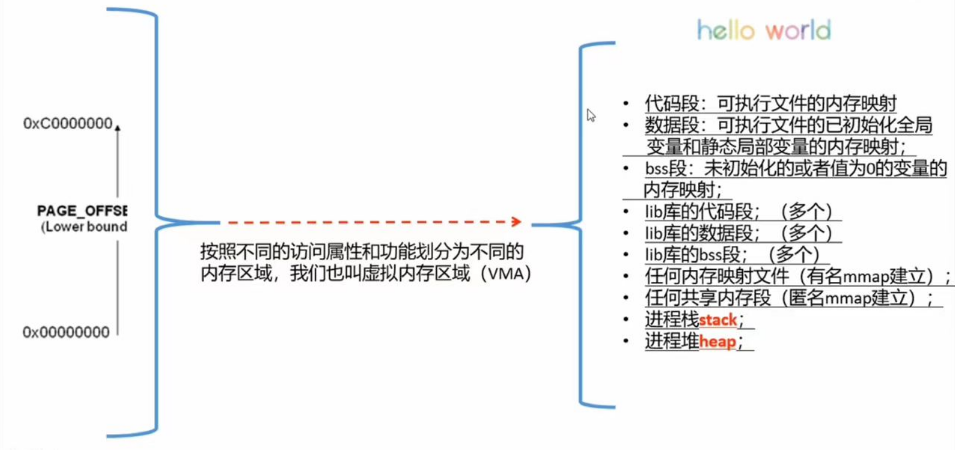 hello world
0xC0000000
PAGE_OFFSE
(Lower bound
0x00000000
按照不同的访问属性和功能划分为不同的
内存区域，我们也叫虚拟内存区域（VMA）
• 代码段：可执行文件的内存映射
• 数据段：可执行文件的已初始化全局
变量和静态局部变量的内存映射；
• bss段：未初始化的或者值为0的变量的
内存映射；
• lib库的代码段；（多个）
• lib库的数据段；（多个）
• lib库的bss段；（多个）
• 任何内存映射文件（有名mmap建立）；
• 任何共享内存段（匿名mmap建立）；
• 进程栈stack；
• 进程堆heap；